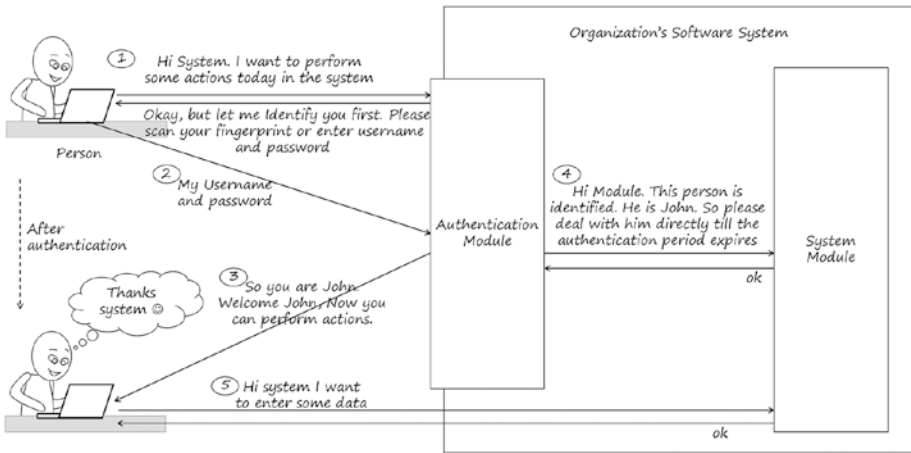 Organization's Software System
1
Hi System. I want to perform
some actions today in the system
Okay, but let me Identify you first. Please
scan your fingerprint or enter username
and password
Person
2
My Username
and password
4
Hi Module. This person is
identified. He is John. So please
deal with him directly till the
authentication period expires
ok
Authentication
Module
System
Module
After
authentication
3
So you are John.
Welcome John, Now you
can perform actions.
Thanks
system ☺
5
Hi system I want
to enter some data
ok